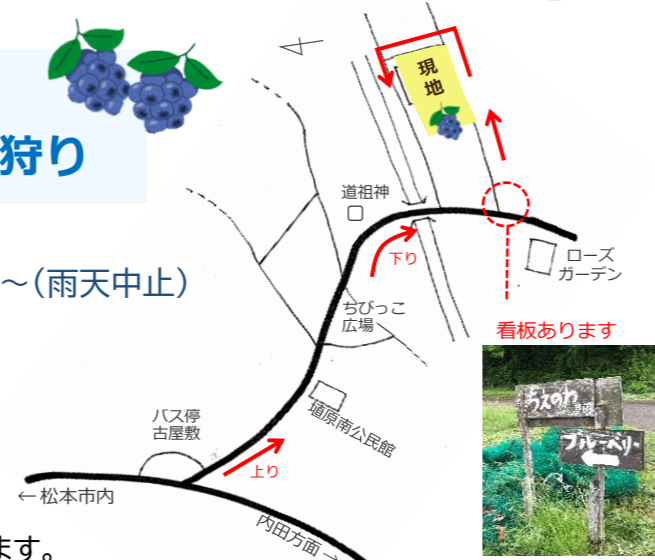 狩り
～（雨天中止）
現地
道祖神
下り
ローズ
ガーデン
ちびっこ
広場
看板あります
埴原南公民館
バス停
古屋敷
上り
←松本市内
内田方面→
ちえのわ
ブルーベリー
ます。